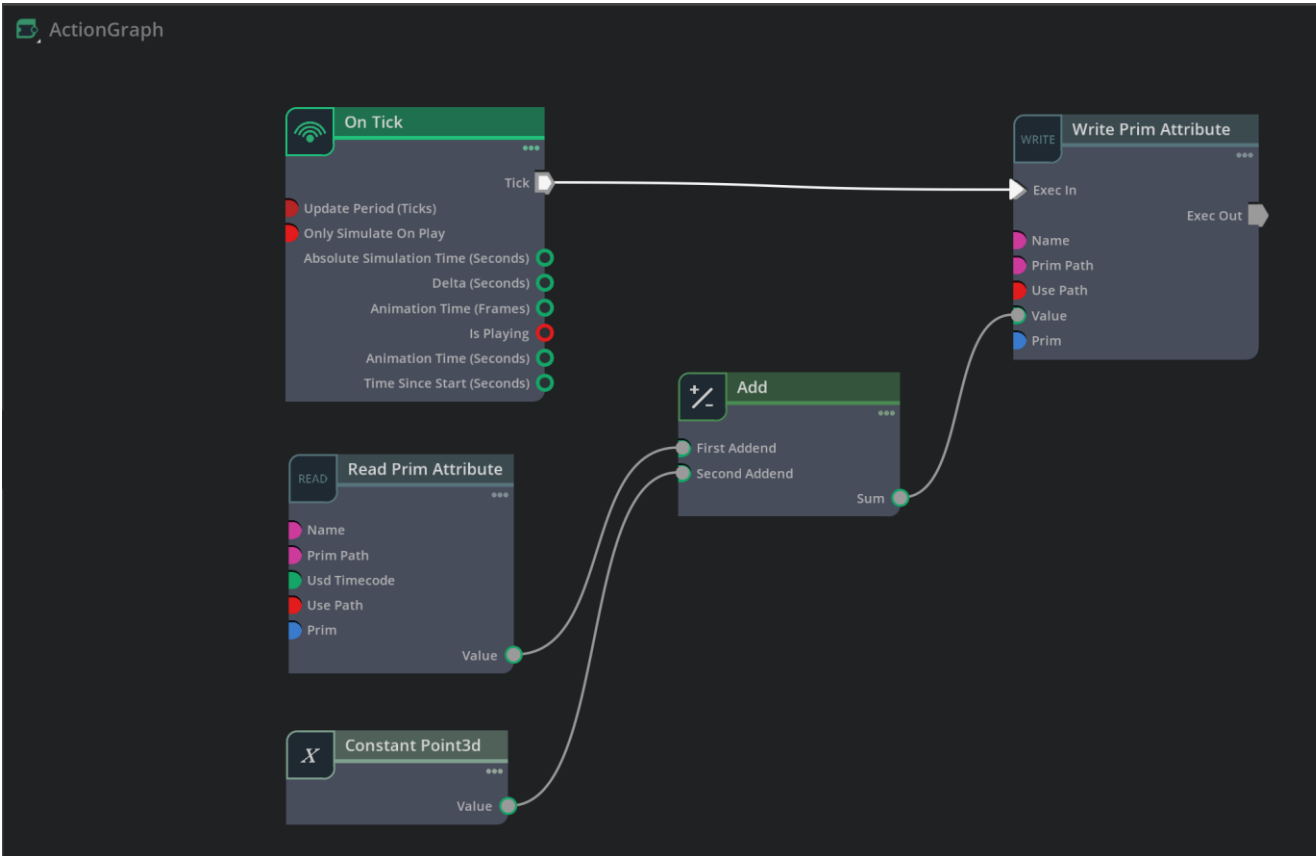 ActionGraph
On Tick
Tick
Update Period (Ticks)
Only Simulate On Play
Absolute Simulation Time (Seconds)
Delta (Seconds)
Animation Time (Frames)
Is Playing
Animation Time (Seconds)
Time Since Start (Seconds)
WRITE
Write Prim Attribute
Exec In
Exec Out
Name
Prim Path
Use Path
Value
Prim
Add
First Addend
Second Addend
Sum
READ
Read Prim Attribute
Name
Prim Path
Usd Timecode
Use Path
Prim
Value
X
Constant Point3d
Value